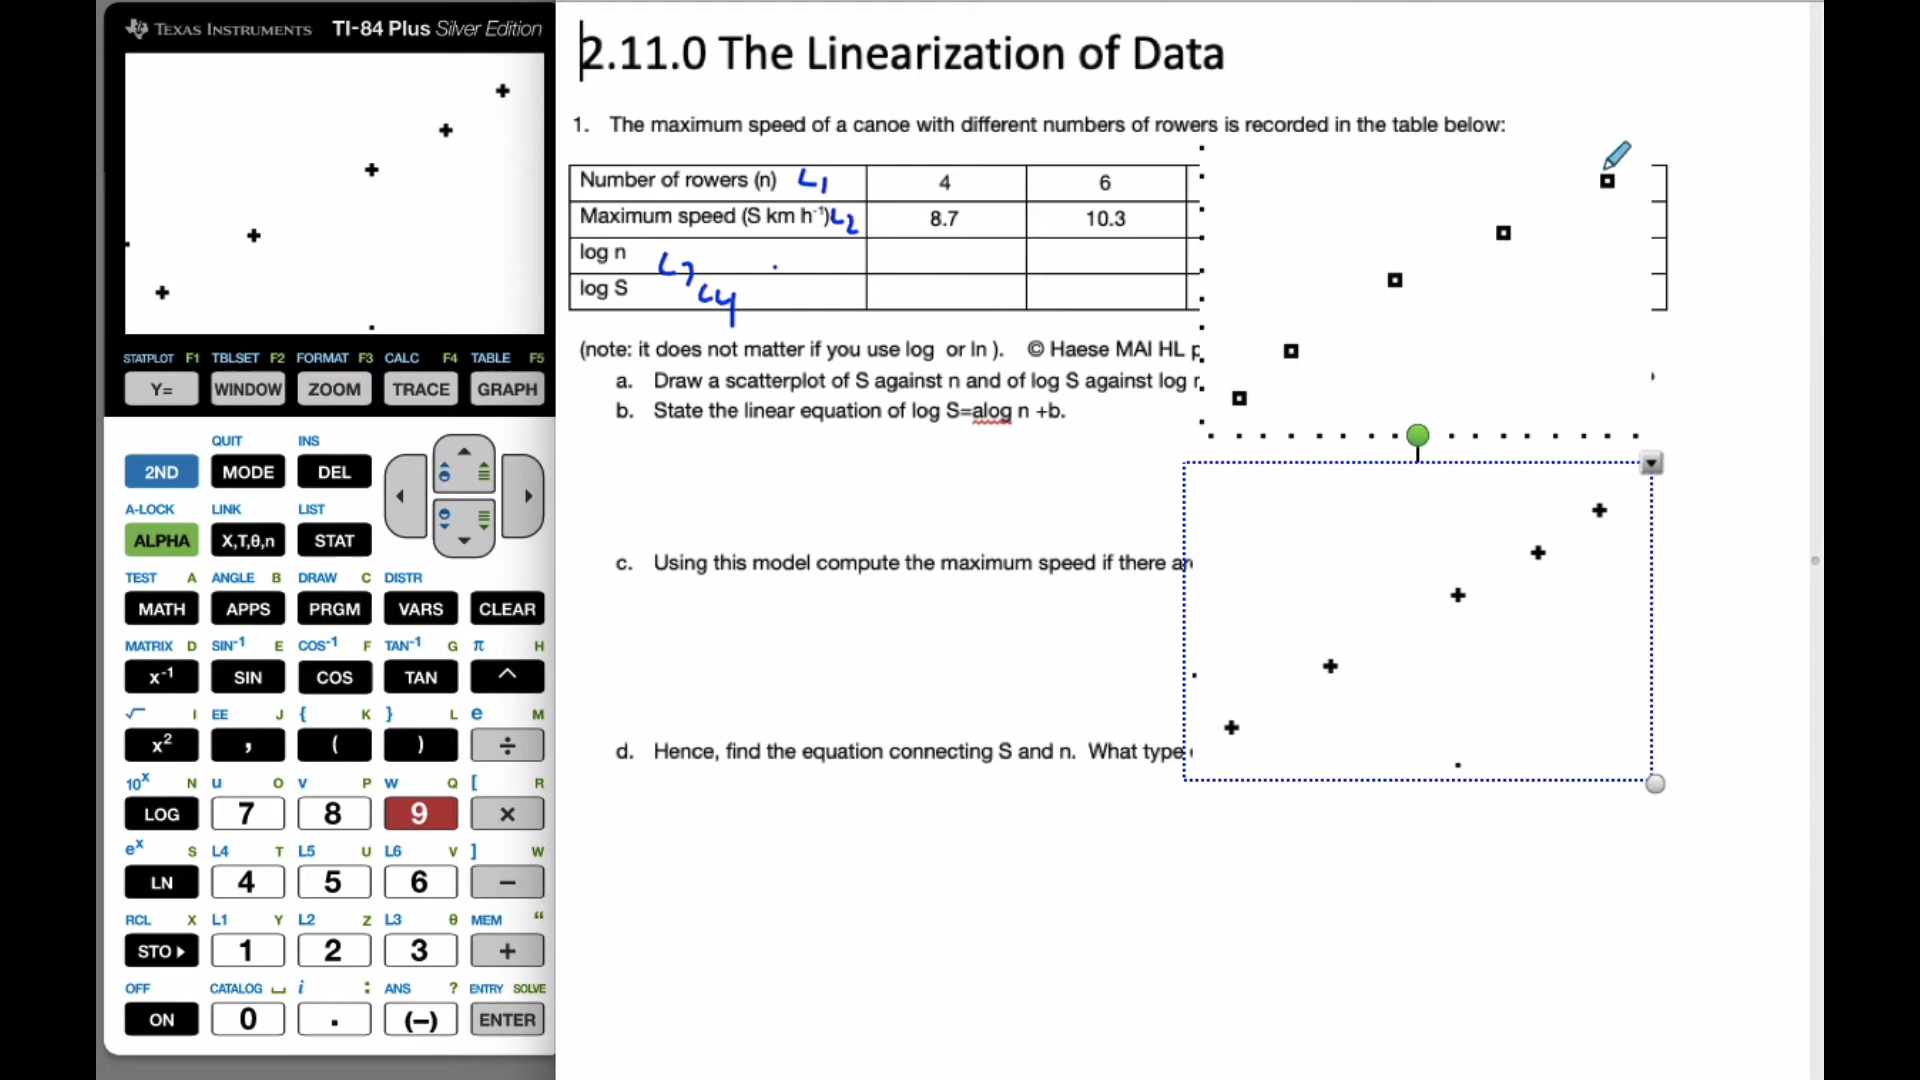 TEXAS INSTRUMENTS TI-84 Plus Silver Edition
STATPLOT F1 TBLSET F2 FORMAT F3 CALC F4 TABLE F5
Y= WINDOW ZOOM TRACE GRAPH
QUIT INS
2ND MODE DEL
A-LOCK LINK LIST
ALPHA X,T,θ,n STAT
TEST A ANGLE B DRAW C DISTR
MATH APPS PRGM VARS CLEAR
MATRIX D SIN⁻¹ E COS⁻¹ F TAN⁻¹ G π H
x⁻¹ SIN COS TAN ^
√ I EE J { K } L e M
x² , ( ) ÷
10ˣ N u O v P w Q [ R
LOG 7 8 9 ×
eˣ S L4 T L5 U L6 V ] W
LN 4 5 6 −
RCL X L1 Y L2 Z L3 θ MEM “
STO▸ 1 2 3 +
OFF CATALOG ␣ i : ANS ? ENTRY SOLVE
ON 0 . (−) ENTER
2.11.0 The Linearization of Data
1. The maximum speed of a canoe with different numbers of rowers is recorded in the table below:
Number of rowers (n) L1 4 6
Maximum speed (S km h⁻¹) L2 8.7 10.3
log n L3
log S L4
(note: it does not matter if you use log or ln ). © Haese MAI HL p
a. Draw a scatterplot of S against n and of log S against log
b. State the linear equation of log S=alog n +b.
c. Using this model compute the maximum speed if there
d. Hence, find the equation connecting S and n. What type